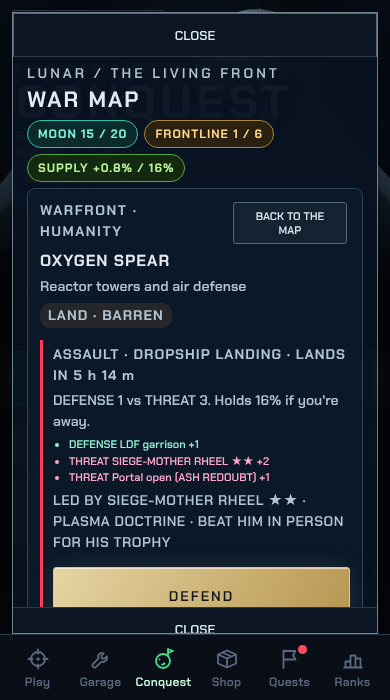 CLOSE
LUNAR / THE LIVING FRONT
WAR MAP
MOON 15 / 20
FRONTLINE 1 / 6
SUPPLY +0.8% / 16%
WARFRONT ·
HUMANITY
BACK TO THE
MAP
OXYGEN SPEAR
Reactor towers and air defense
LAND · BARREN
ASSAULT · DROPSHIP LANDING · LANDS
IN 5 h 14 m
DEFENSE 1 vs THREAT 3. Holds 16% if you're
away.
• DEFENSE LDF garrison +1
• THREAT SIEGE-MOTHER RHEEL ★★ +2
• THREAT Portal open (ASH REDOUBT) +1
LED BY SIEGE-MOTHER RHEEL ★★ ·
PLASMA DOCTRINE · BEAT HIM IN PERSON
FOR HIS TROPHY
DEFEND
CLOSE
Play
Garage
Conquest
Shop
Quests
Ranks